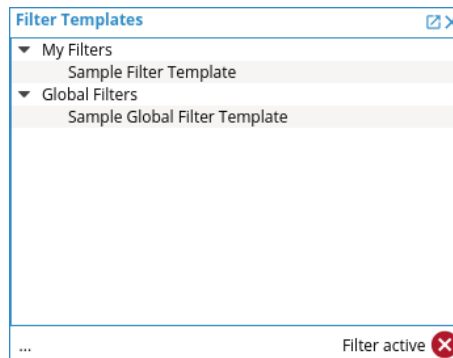 Filter Templates
My Filters
Sample Filter Template
Global Filters
Sample Global Filter Template
... Filter active